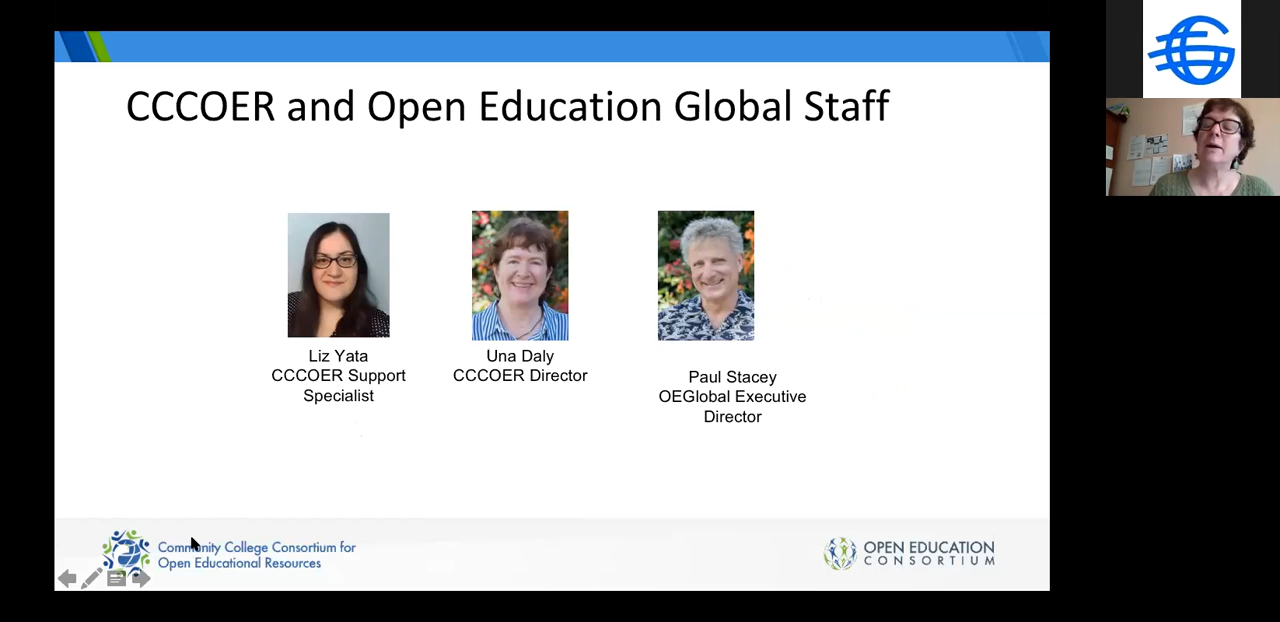 CCCOER and Open Education Global Staff
Liz Yata
CCCOER Support
Specialist
Una Daly
CCCOER Director
Paul Stacey
OEGlobal Executive
Director
Community College Consortium for
Open Educational Resources
OPEN EDUCATION
CONSORTIUM